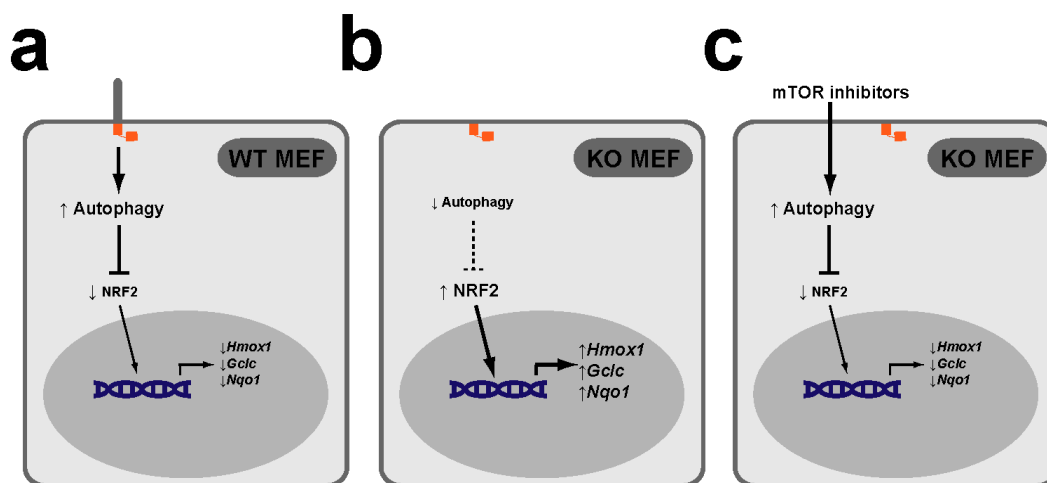 a
WT MEF
↑ Autophagy
↓ NRF2
↓Hmox1
↓Gclc
↓Nqo1
b
KO MEF
↓ Autophagy
↑ NRF2
↑Hmox1
↑Gclc
↑Nqo1
c
mTOR inhibitors
KO MEF
↑ Autophagy
↓ NRF2
↓Hmox1
↓Gclc
↓Nqo1